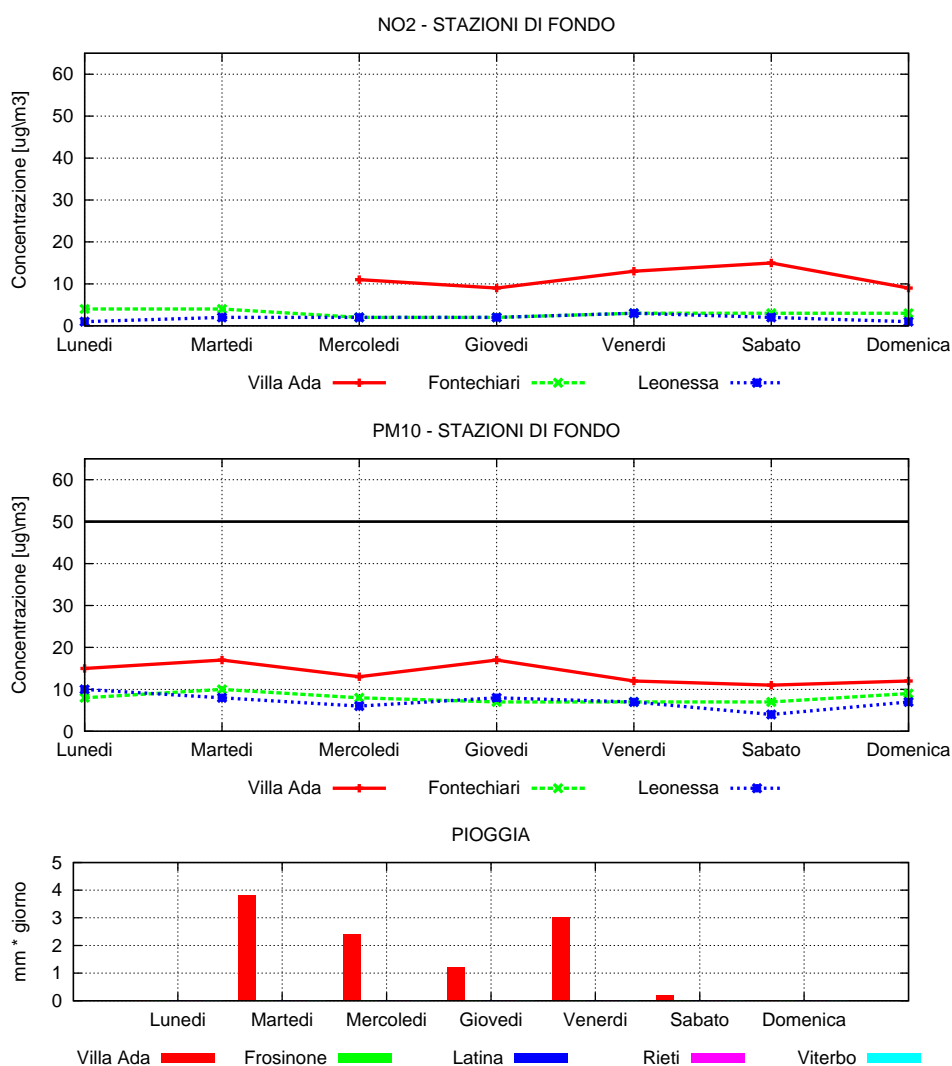 NO2 - STAZIONI DI FONDO
Concentrazione [ug\m3]
60
50
40
30
20
10
0
Lunedi Martedi Mercoledi Giovedi Venerdi Sabato Domenica
Villa Ada Fontechiari Leonessa
PM10 - STAZIONI DI FONDO
Concentrazione [ug\m3]
60
50
40
30
20
10
0
Lunedi Martedi Mercoledi Giovedi Venerdi Sabato Domenica
Villa Ada Fontechiari Leonessa
PIOGGIA
mm * giorno
5
4
3
2
1
0
Lunedi Martedi Mercoledi Giovedi Venerdi Sabato Domenica
Villa Ada Frosinone Latina Rieti Viterbo